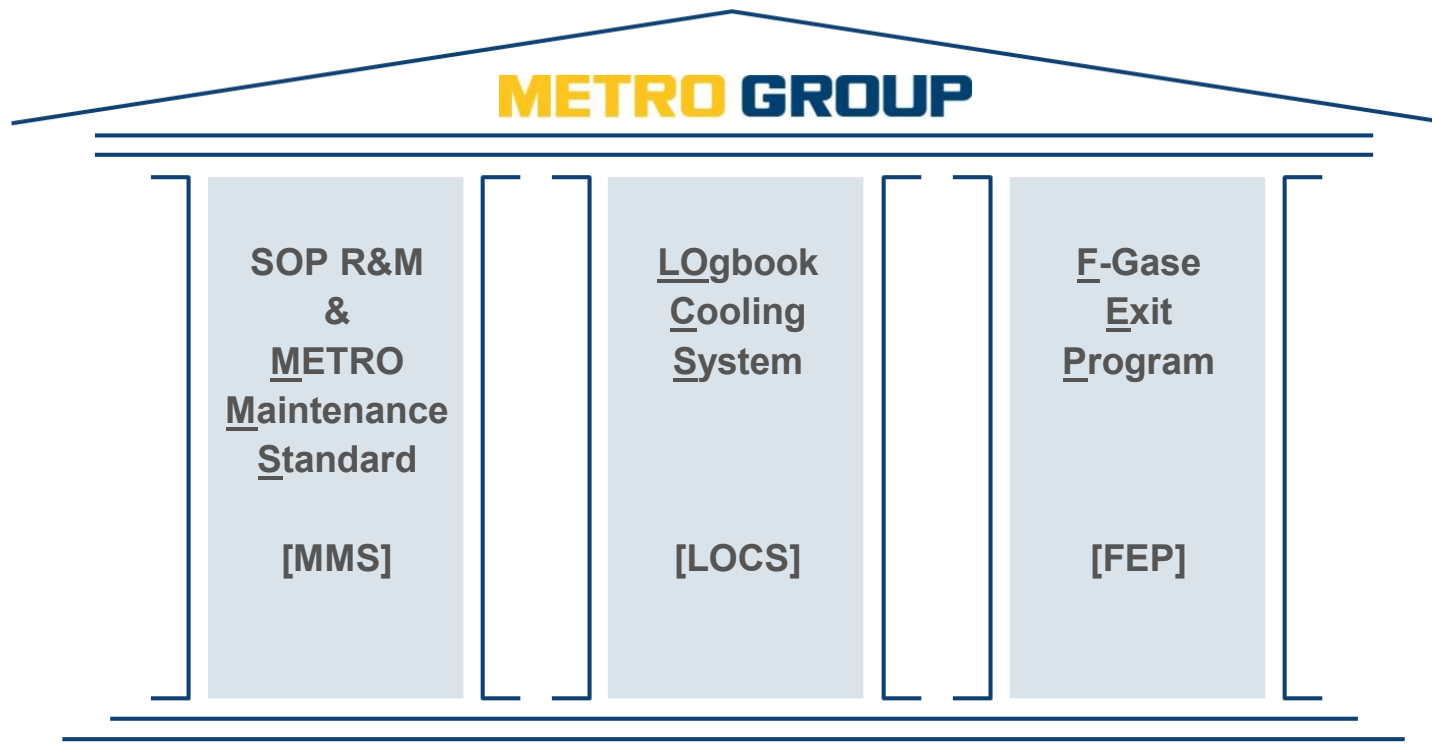 METRO GROUP
SOP R&M
&
METRO
Maintenance
Standard
[MMS]
LOgbook
Cooling
System
[LOCS]
F-Gase
Exit
Program
[FEP]